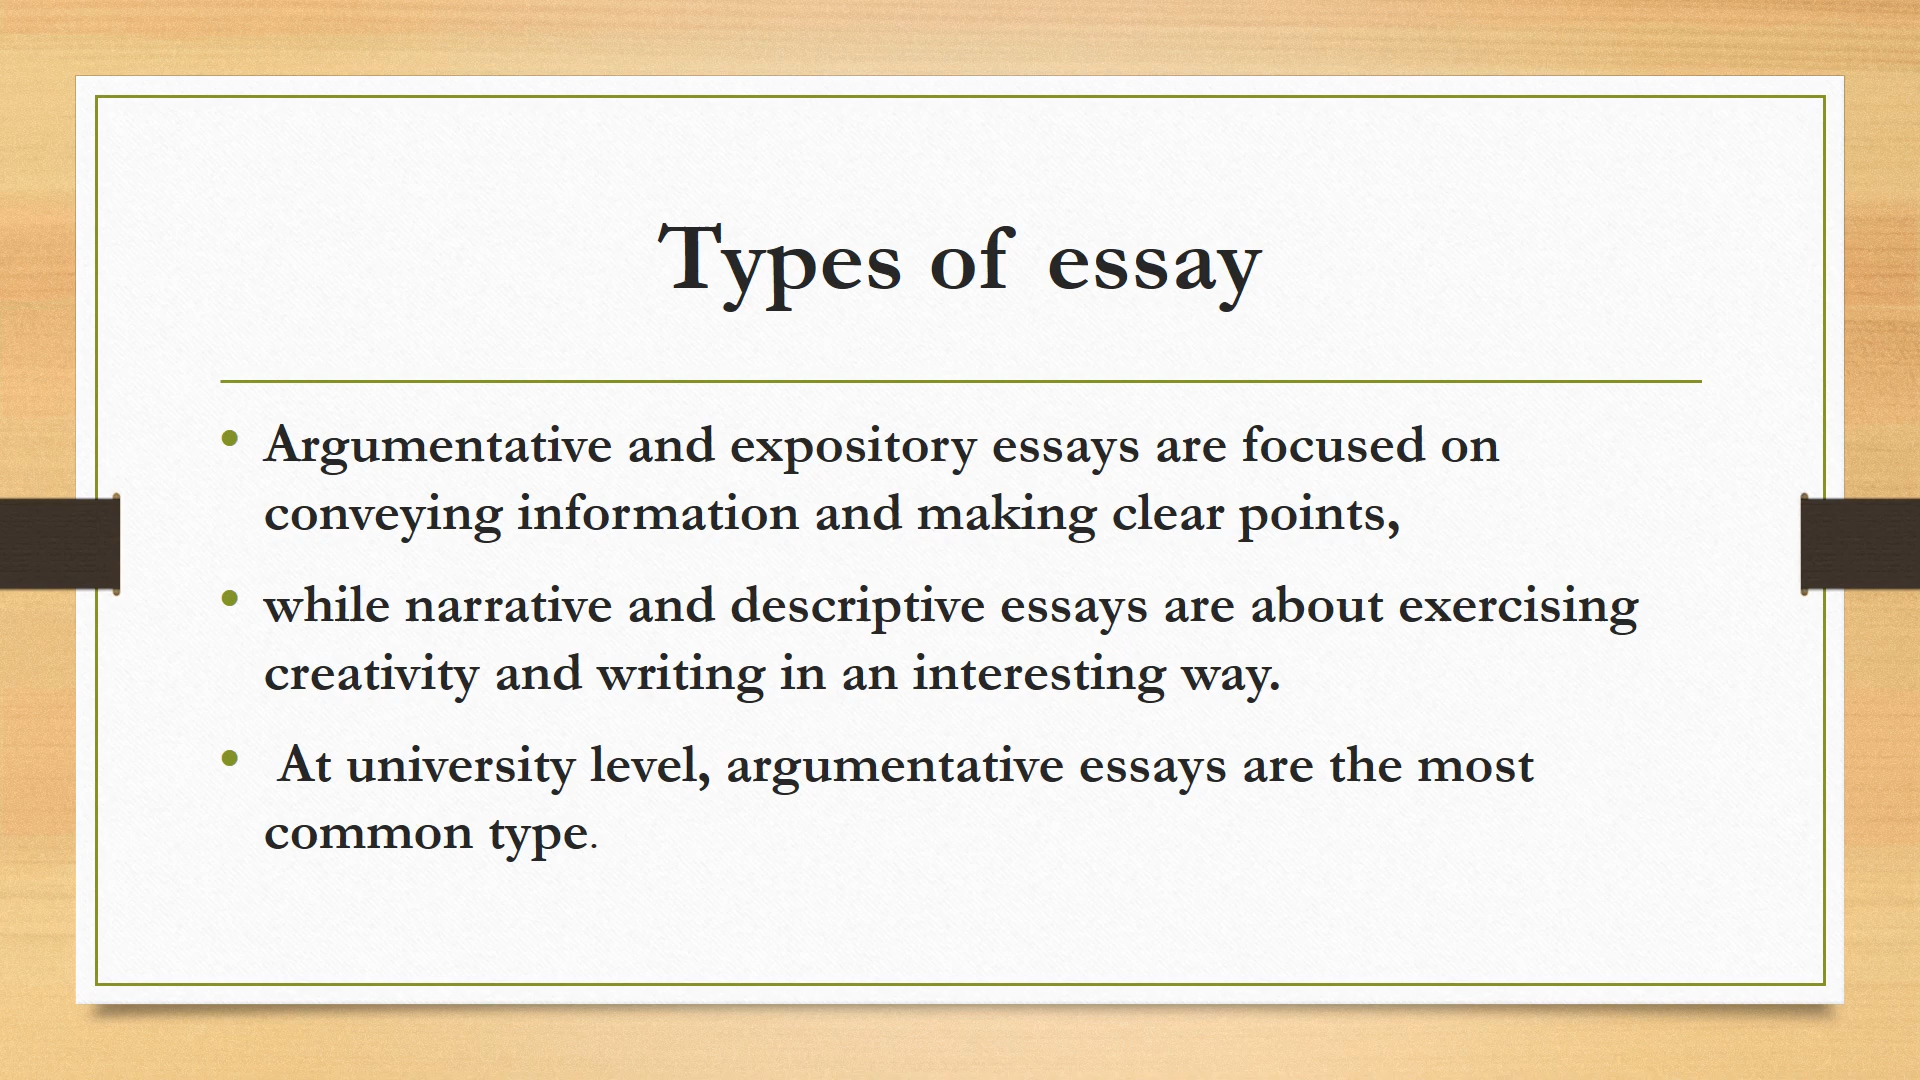 Types of essay
• Argumentative and expository essays are focused on
conveying information and making clear points,
• while narrative and descriptive essays are about exercising
creativity and writing in an interesting way.
• At university level, argumentative essays are the most
common type.